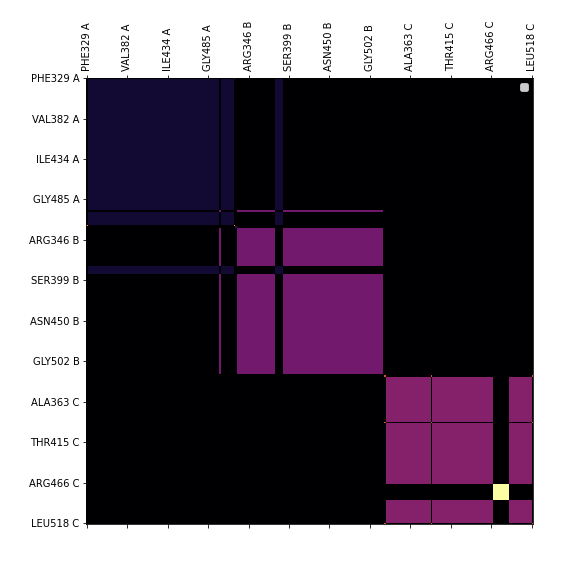 PHE329 A
VAL382 A
ILE434 A
GLY485 A
ARG346 B
SER399 B
ASN450 B
GLY502 B
ALA363 C
THR415 C
ARG466 C
LEU518 C
PHE329 A
VAL382 A
ILE434 A
GLY485 A
ARG346 B
SER399 B
ASN450 B
GLY502 B
ALA363 C
THR415 C
ARG466 C
LEU518 C